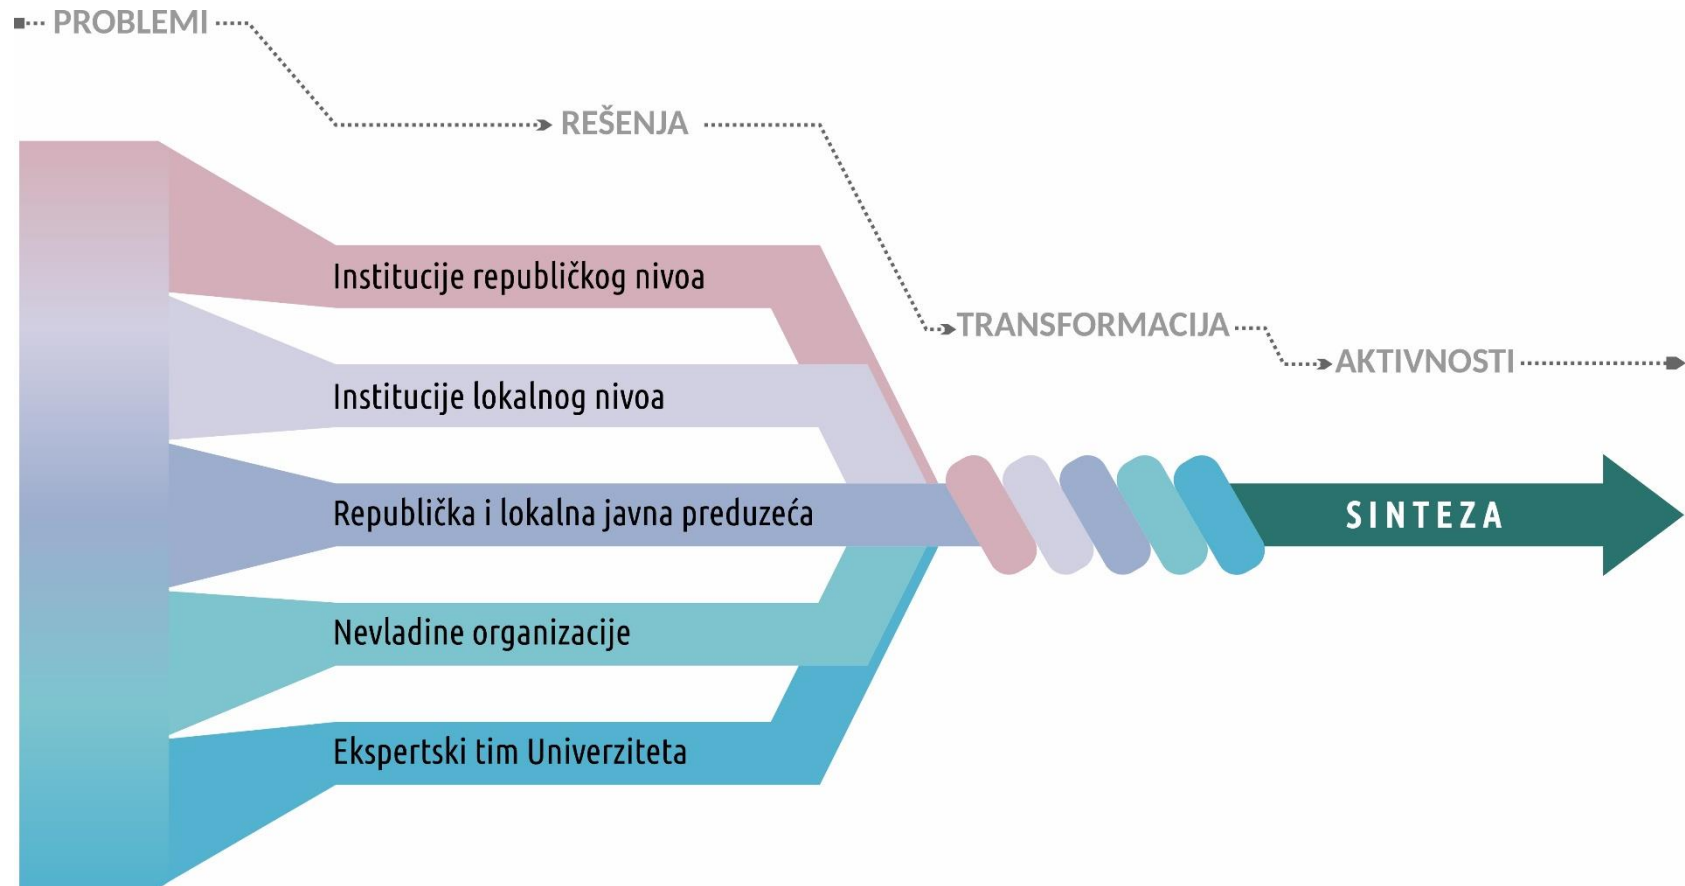 PROBLEMI
REŠENJA
TRANSFORMACIJA
AKTIVNOSTI
Institucije republičkog nivoa
Institucije lokalnog nivoa
Republička i lokalna javna preduzeća
Nevladine organizacije
Ekspertski tim Univerziteta
SINTEZA